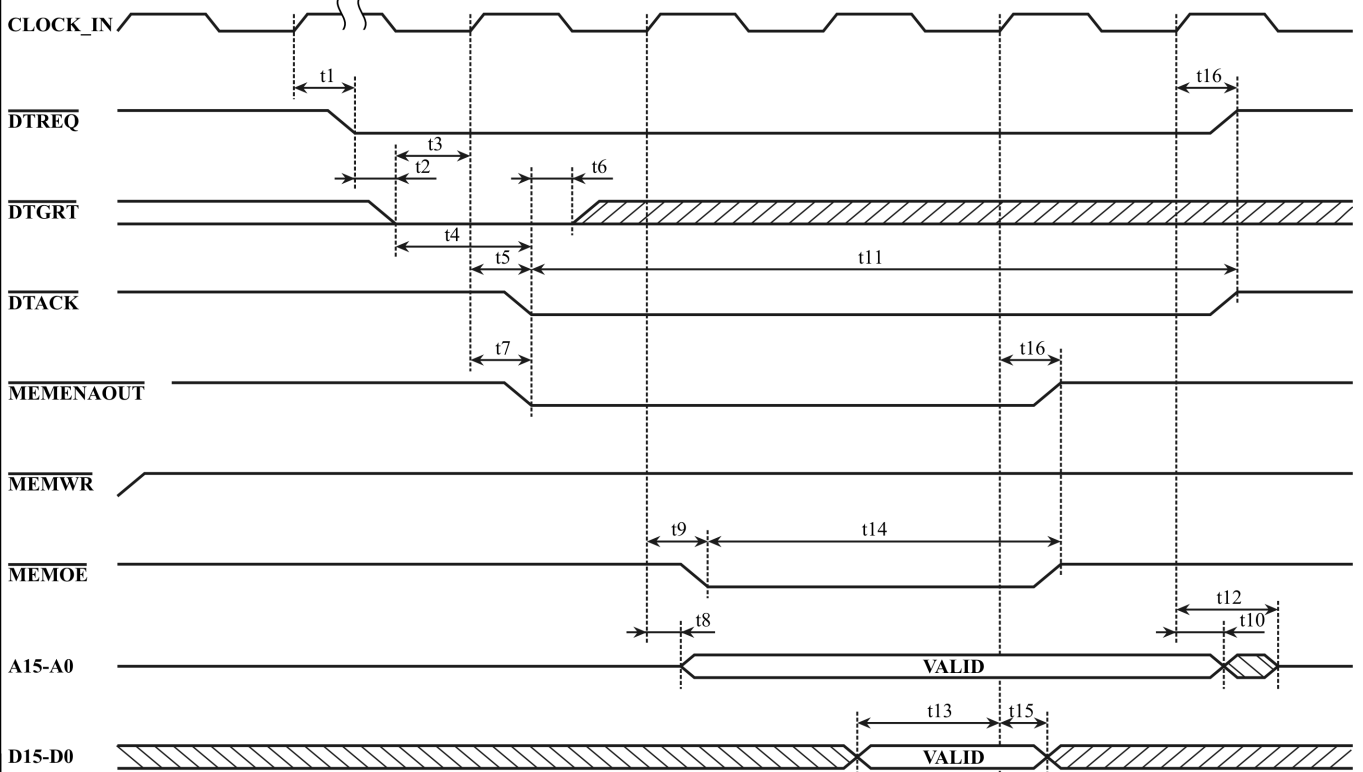 CLOCK_IN
t1
t16
DTREQ
t3
t2
t6
DTGRT
t4
t5
t11
DTACK
t7
t16
MEMENAOUT
MEMWR
t9
t14
MEMOE
t12
t8
t10
A15-A0
VALID
t13
t15
D15-D0
VALID